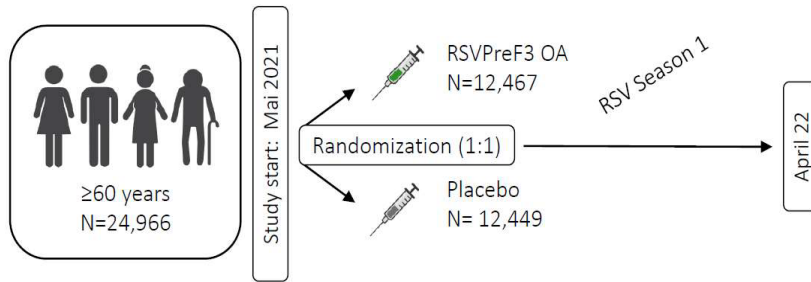 ≥60 years
N=24,966
Study start:  Mai 2021
RSVPreF3 OA
N=12,467
Randomization (1:1)
Placebo
N= 12,449
RSV Season 1
April 22